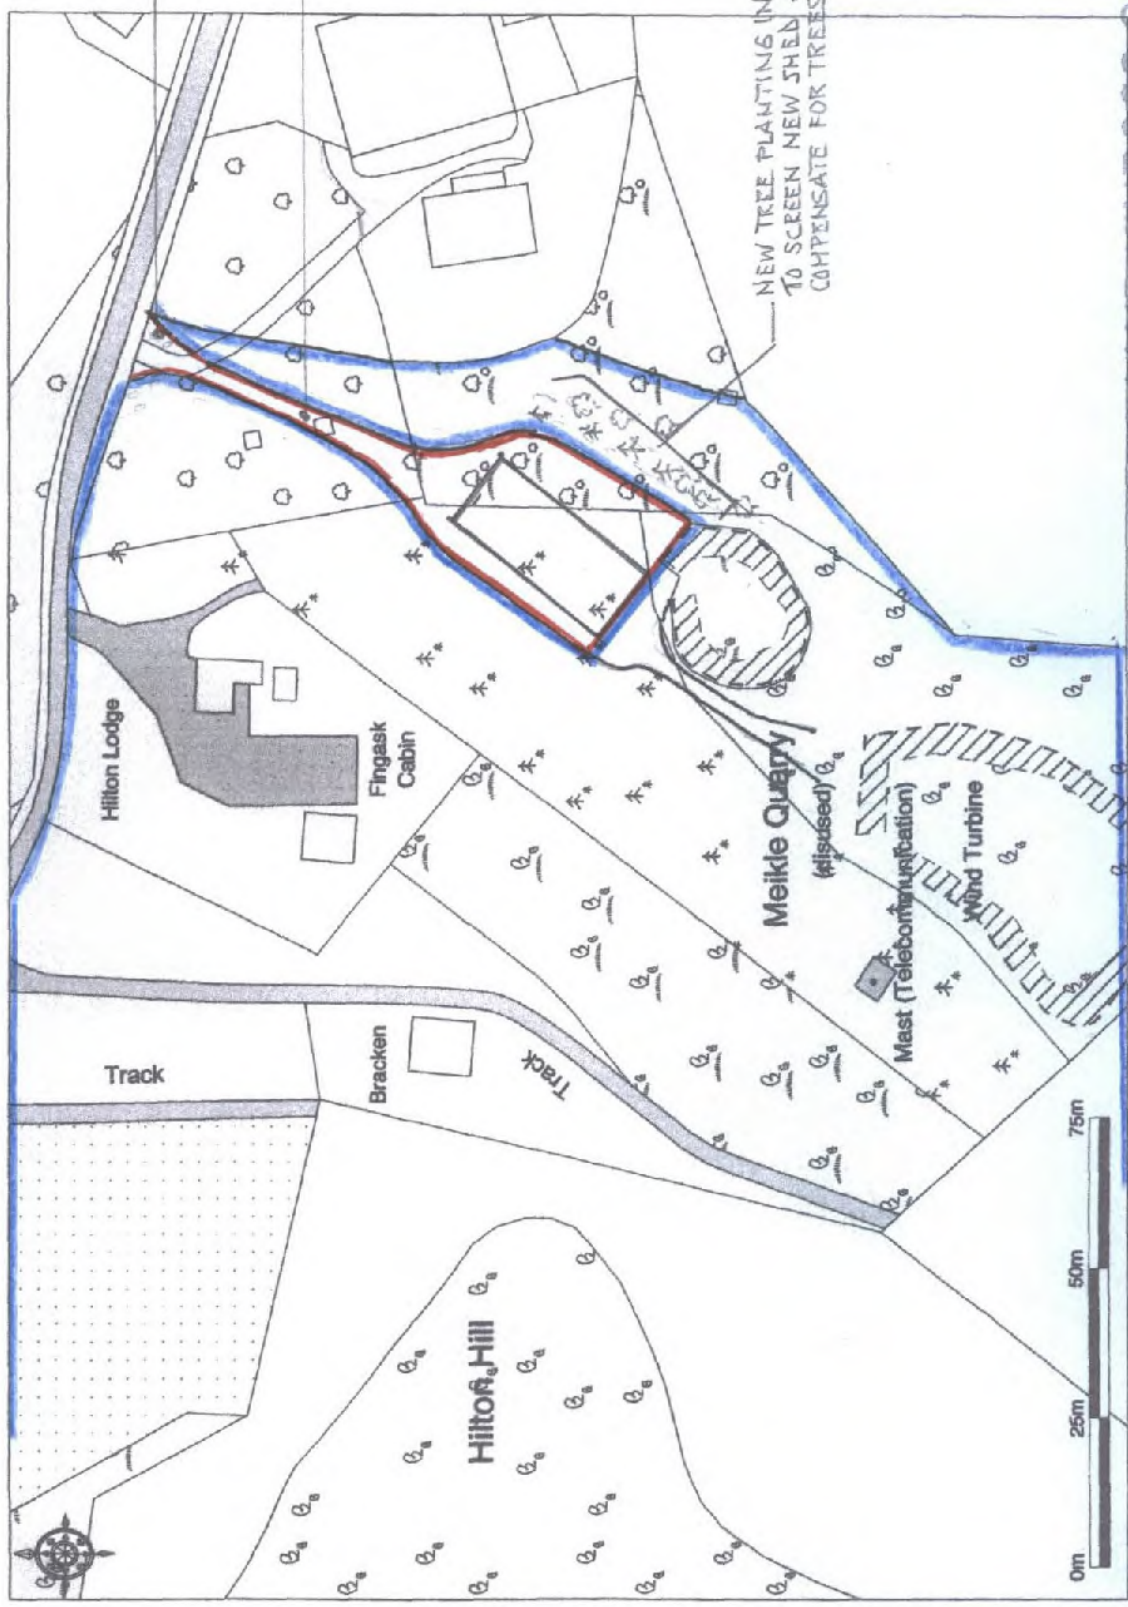 NEW TREE PLANTING IN
TO SCREEN NEW SHED
COMPENSATE FOR TREES
Hilton Lodge
Fingask
Cabin
Track
Bracken
Track
Meikle Quarry
(disused)
Mast (Telecommunication)
Wind Turbine
Hilton Hill
0m
25m
50m
75m